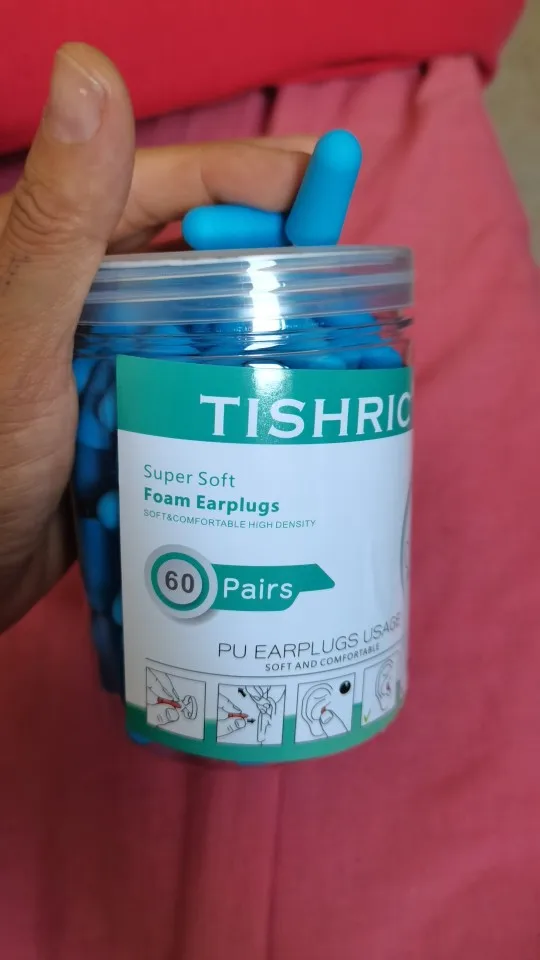 TISHRIC
Super Soft
Foam Earplugs
SOFT&COMFORTABLE HIGH DENSITY
60 Pairs
PU EARPLUGS USAGE
SOFT AND COMFORTABLE